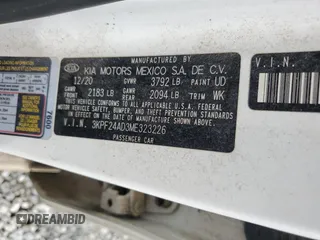 KIA MANUFACTURED BY
KIA MOTORS MEXICO S.A. DE C.V.
12/20 GVWR 3792 LB PAINT UD
GAWR FRONT 2183 LB GAWR REAR 2094 LB TRIM WK
THIS VEHICLE CONFORMS TO ALL APPLICABLE
FEDERAL MOTOR VEHICLE SAFETY, BUMPER,
AND THEFT PREVENTION STANDARDS IN EFFECT ON
THE DATE OF MANUFACTURE SHOWN ABOVE.
V.I.N. 3KPF24AD3ME323226
PASSENGER CAR
V.I.N.
7600